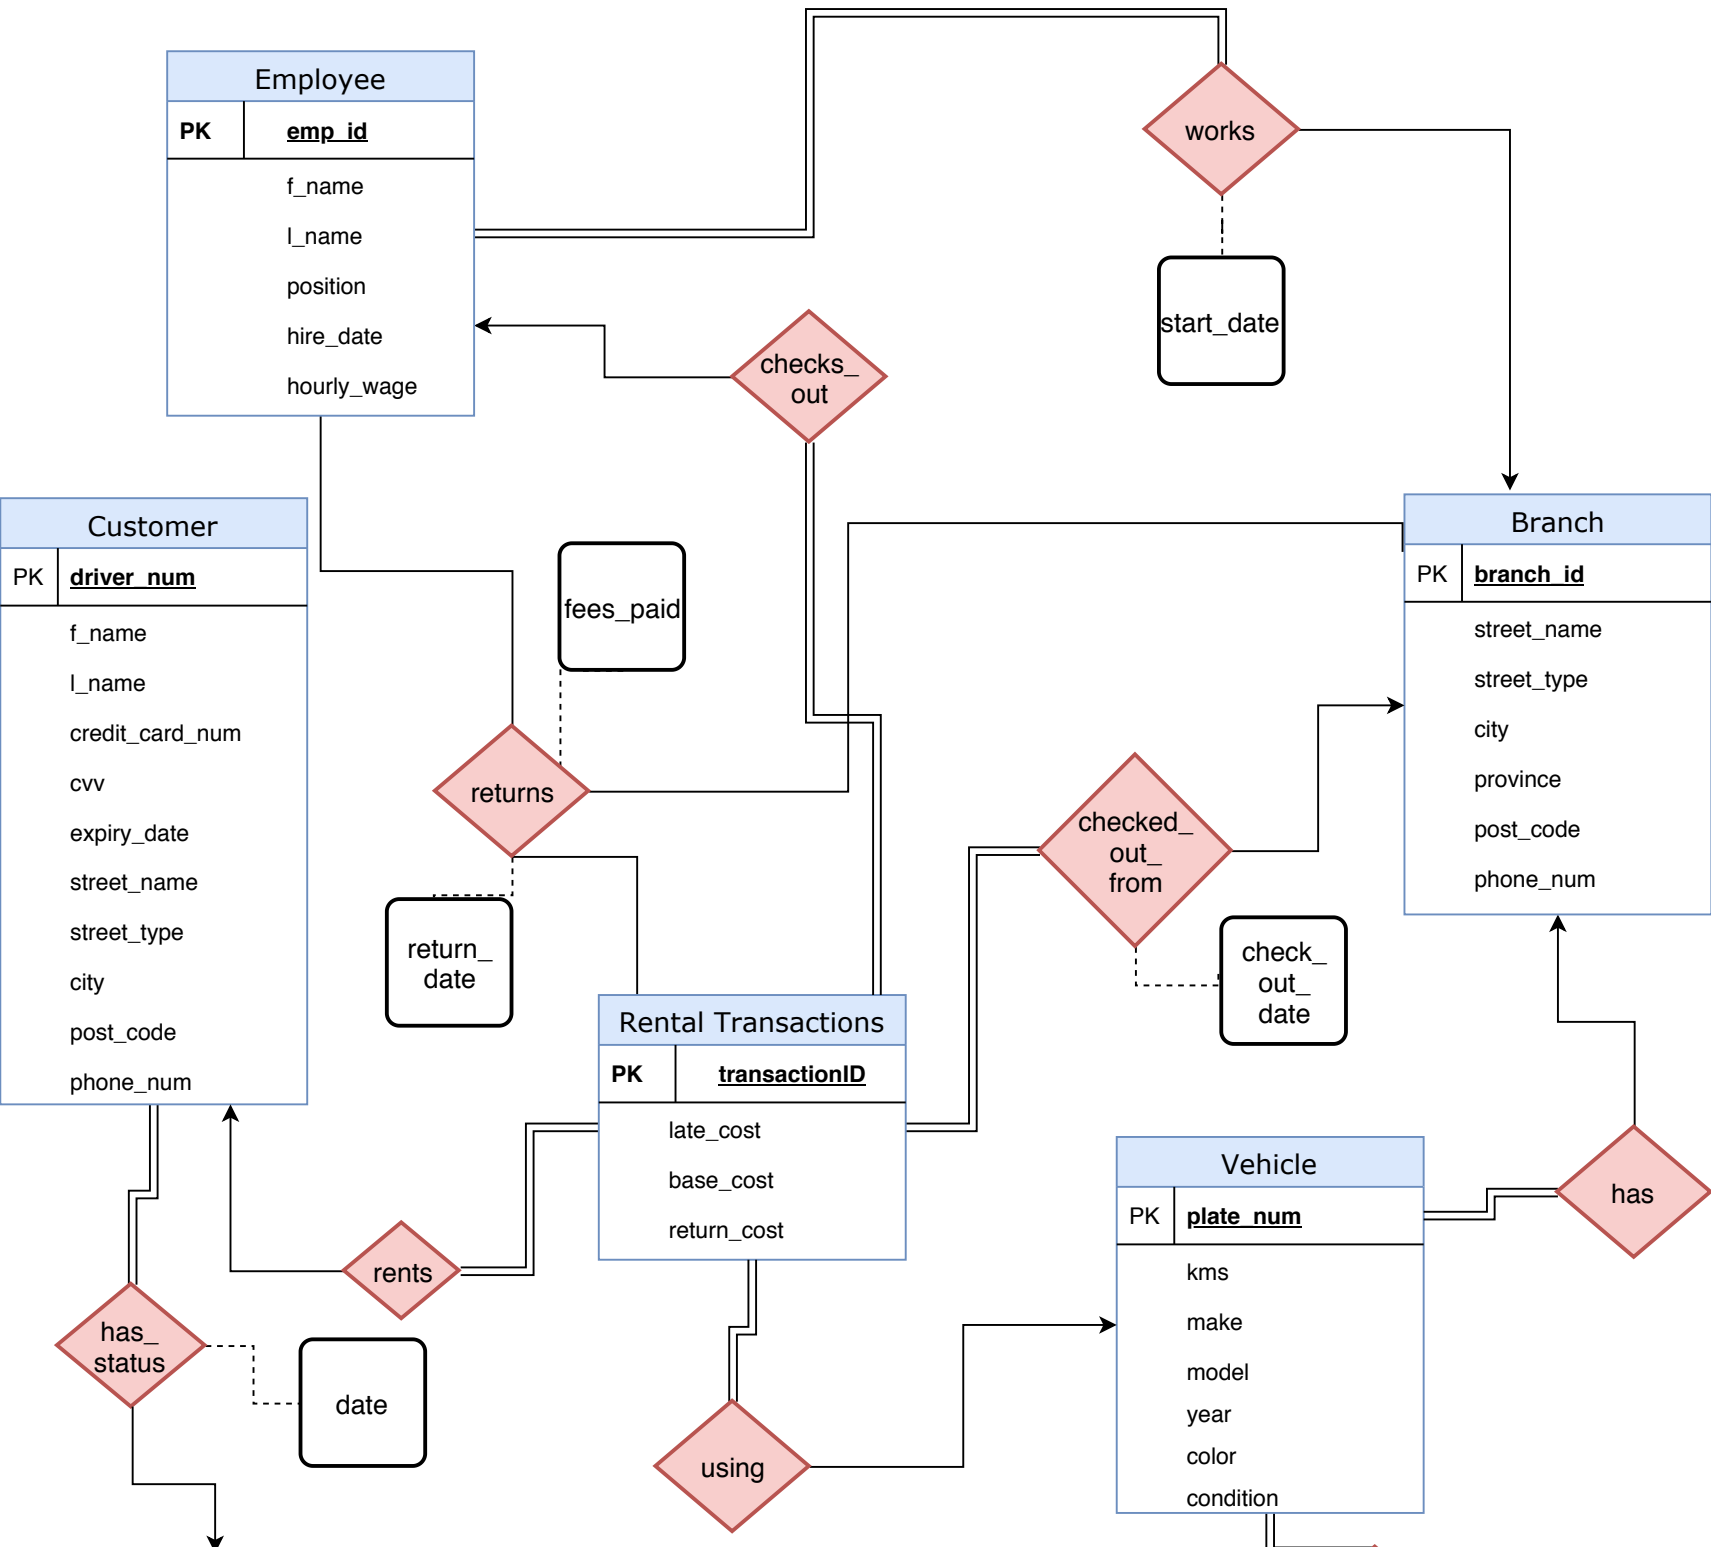 Employee
PK emp_id
f_name
l_name
position
hire_date
hourly_wage
works
start_date
checks_
out
Customer
PK driver_num
f_name
l_name
credit_card_num
cvv
expiry_date
street_name
street_type
city
post_code
phone_num
fees_paid
returns
return_
date
Branch
PK branch_id
street_name
street_type
city
province
post_code
phone_num
checked_
out_
from
check_
out_
date
Rental Transactions
PK transactionID
late_cost
base_cost
return_cost
rents
has_
status
date
using
Vehicle
PK plate_num
kms
make
model
year
color
condition
has